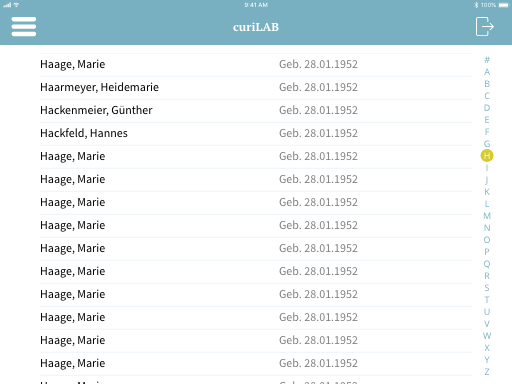 9:41 AM
100%
curiLAB
Haage, Marie Geb. 28.01.1952
Haarmeyer, Heidemarie Geb. 28.01.1952
Hackenmeier, Günther Geb. 28.01.1952
Hackfeld, Hannes Geb. 28.01.1952
Haage, Marie Geb. 28.01.1952
Haage, Marie Geb. 28.01.1952
Haage, Marie Geb. 28.01.1952
Haage, Marie Geb. 28.01.1952
Haage, Marie Geb. 28.01.1952
Haage, Marie Geb. 28.01.1952
Haage, Marie Geb. 28.01.1952
Haage, Marie Geb. 28.01.1952
Haage, Marie Geb. 28.01.1952
Haage, Marie Geb. 28.01.1952
#
A
B
C
D
E
F
G
H
I
J
K
L
M
N
O
P
Q
R
S
T
U
V
W
X
Y
Z